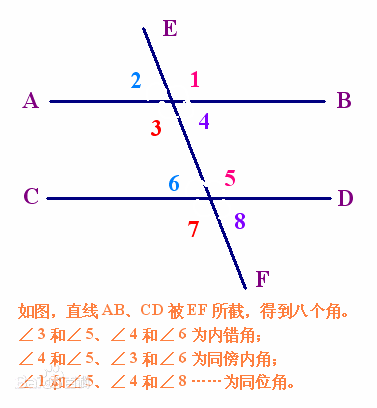 E
2 1
A B
3 4
6 5
C D
7 8
F
如图，直线AB、CD被EF所截，得到八个角。
∠3和∠5、∠4和∠6为内错角；
∠4和∠5、∠3和∠6为同傍内角；
∠1和∠5、∠4和∠8……为同位角。